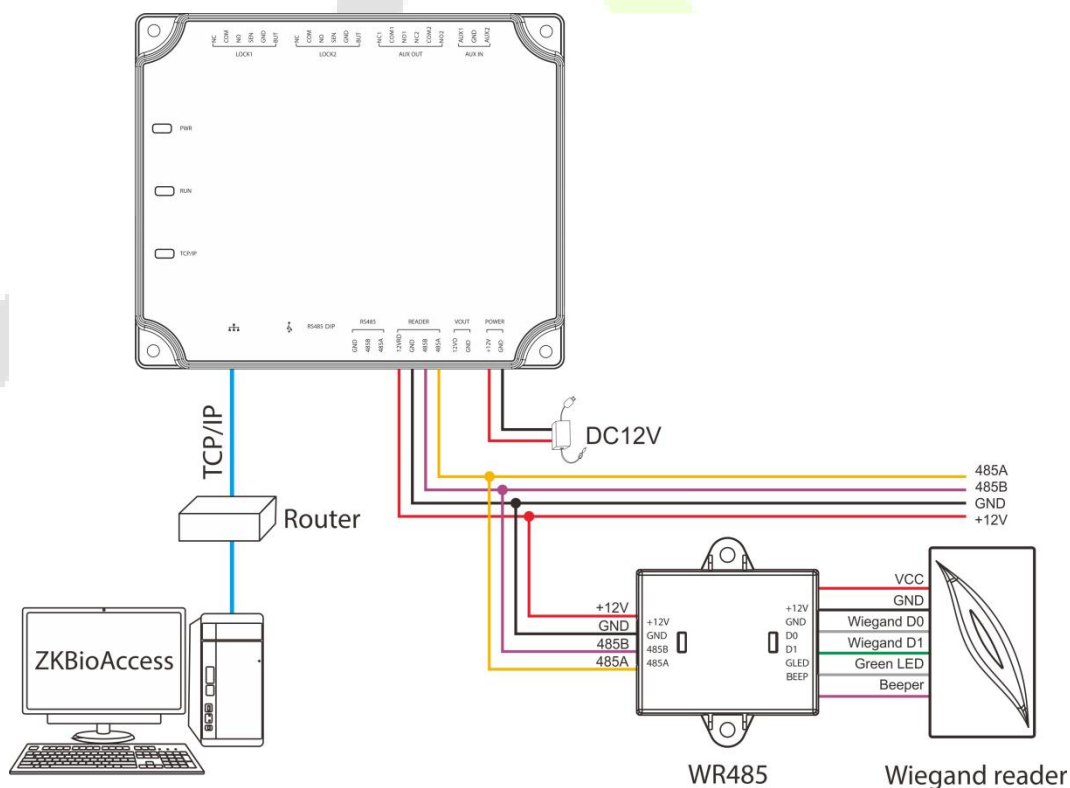 NC COM NO SEN GND BUT
LOCK1
NC COM NO SEN GND BUT
LOCK2
NC1 COM1 NO1 NC2 COM2 NO2
AUX OUT
AUX1 GND AUX2
AUX IN
PWR
RUN
TCP/IP
RS485 DIP
RS485
GND 485B 485A
READER
12VRD GND 485B 485A
VOUT
12VO GND
POWER
+12V GND
TCP/IP
DC12V
Router
485A
485B
GND
+12V
ZKBioAccess
+12V
GND
485B
485A
+12V
GND
485B
485A
+12V
GND
D0
D1
GLED
BEEP
VCC
GND
Wiegand D0
Wiegand D1
Green LED
Beeper
WR485
Wiegand reader